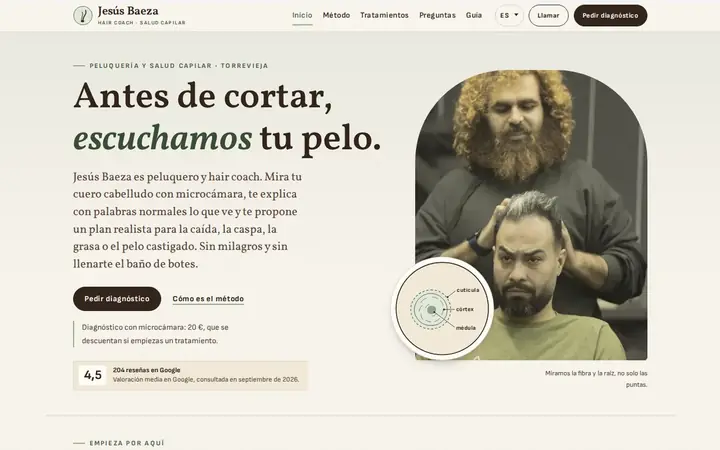 Jesús Baeza
HAIR COACH · SALUD CAPILAR
Inicio
Método
Tratamientos
Preguntas
Guía
ES
Llamar
Pedir diagnóstico
PELUQUERÍA Y SALUD CAPILAR · TORREVIEJA
Antes de cortar,
escuchamos tu pelo.
Jesús Baeza es peluquero y hair coach. Mira tu
cuero cabelludo con microcámara, te explica
con palabras normales lo que ve y te propone
un plan realista para la caída, la caspa, la
grasa o el pelo castigado. Sin milagros y sin
llenarte el baño de botes.
Pedir diagnóstico
Cómo es el método
Diagnóstico con microcámara: 20 €, que se
descuentan si empiezas un tratamiento.
4,5
204 reseñas en Google
Valoración media en Google, consultada en septiembre de 2026.
cutícula
córtex
médula
Miramos la fibra y la raíz, no solo las
puntas.
EMPIEZA POR AQUÍ